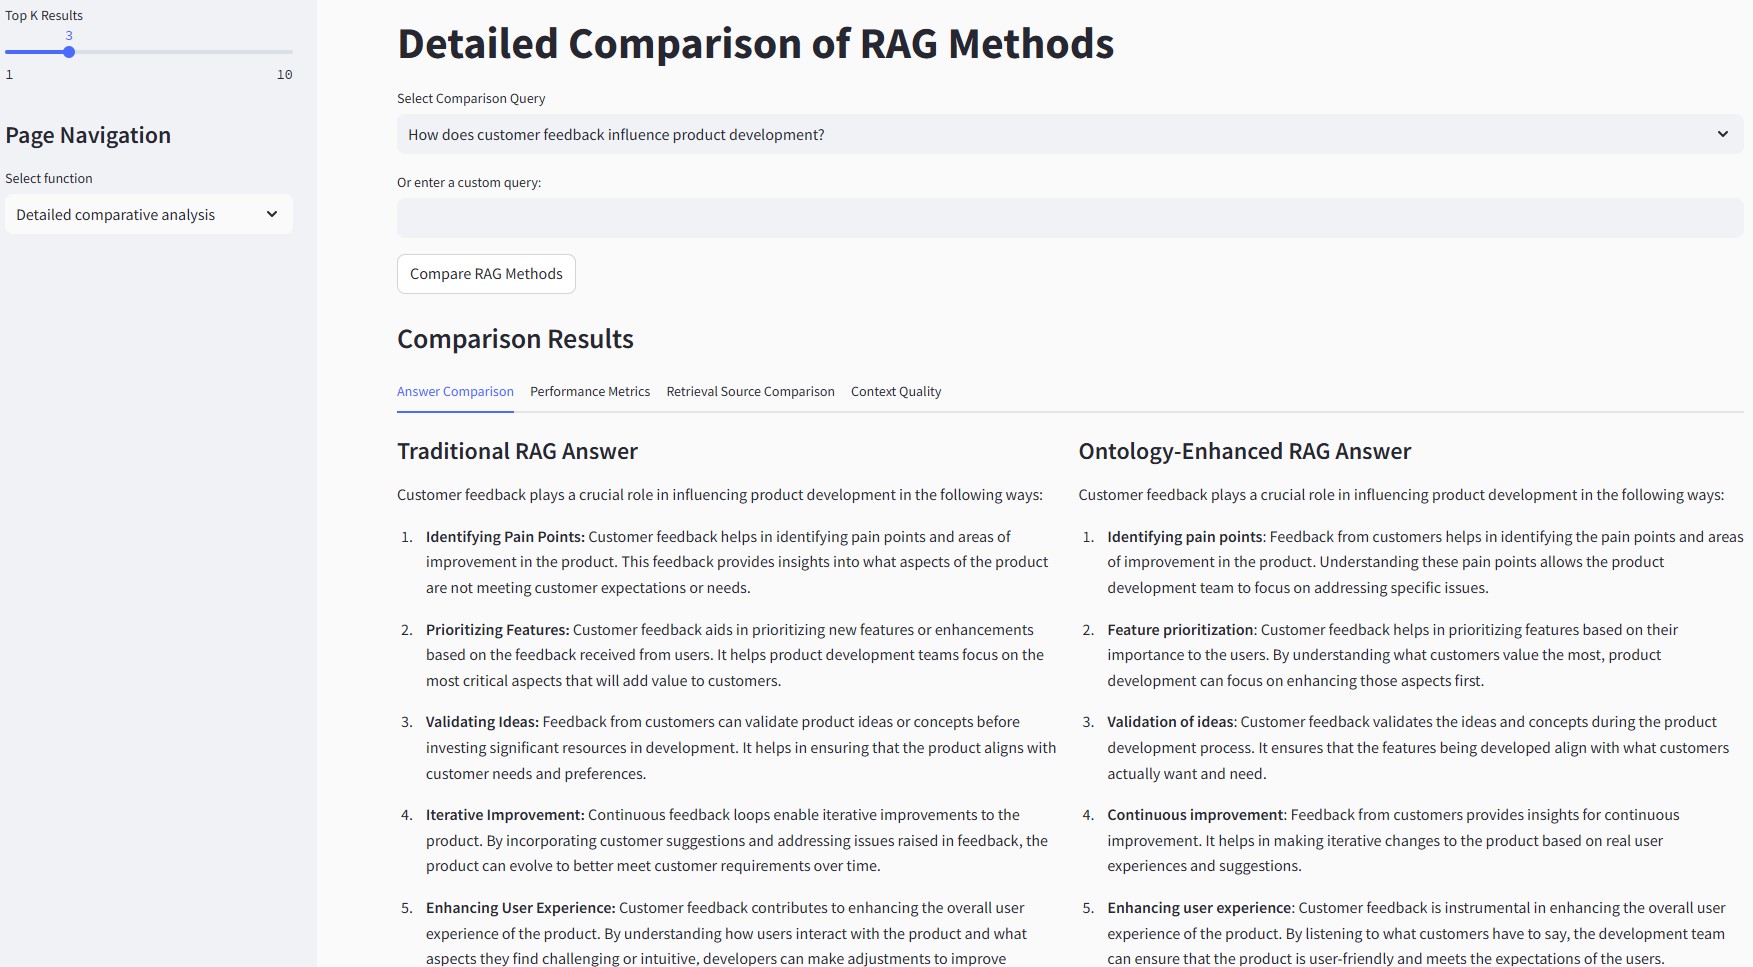 Top K Results
3
1
10
Page Navigation
Select function
Detailed comparative analysis
Detailed Comparison of RAG Methods
Select Comparison Query
How does customer feedback influence product development?
Or enter a custom query:
Compare RAG Methods
Comparison Results
Answer Comparison
Performance Metrics
Retrieval Source Comparison
Context Quality
Traditional RAG Answer
Customer feedback plays a crucial role in influencing product development in the following ways:
1. Identifying Pain Points: Customer feedback helps in identifying pain points and areas of
improvement in the product. This feedback provides insights into what aspects of the product
are not meeting customer expectations or needs.
2. Prioritizing Features: Customer feedback aids in prioritizing new features or enhancements
based on the feedback received from users. It helps product development teams focus on the
most critical aspects that will add value to customers.
3. Validating Ideas: Feedback from customers can validate product ideas or concepts before
investing significant resources in development. It helps in ensuring that the product aligns with
customer needs and preferences.
4. Iterative Improvement: Continuous feedback loops enable iterative improvements to the
product. By incorporating customer suggestions and addressing issues raised in feedback, the
product can evolve to better meet customer requirements over time.
5. Enhancing User Experience: Customer feedback contributes to enhancing the overall user
experience of the product. By understanding how users interact with the product and what
aspects they find challenging or intuitive, developers can make adjustments to improve
Ontology-Enhanced RAG Answer
Customer feedback plays a crucial role in influencing product development in the following ways:
1. Identifying pain points: Feedback from customers helps in identifying the pain points and areas
of improvement in the product. Understanding these pain points allows the product
development team to focus on addressing specific issues.
2. Feature prioritization: Customer feedback helps in prioritizing features based on their
importance to the users. By understanding what customers value the most, product
development can focus on enhancing those aspects first.
3. Validation of ideas: Customer feedback validates the ideas and concepts during the product
development process. It ensures that the features being developed align with what customers
actually want and need.
4. Continuous improvement: Feedback from customers provides insights for continuous
improvement. It helps in making iterative changes to the product based on real user
experiences and suggestions.
5. Enhancing user experience: Customer feedback is instrumental in enhancing the overall user
experience of the product. By listening to what customers have to say, the development team
can ensure that the product is user-friendly and meets the expectations of the users.